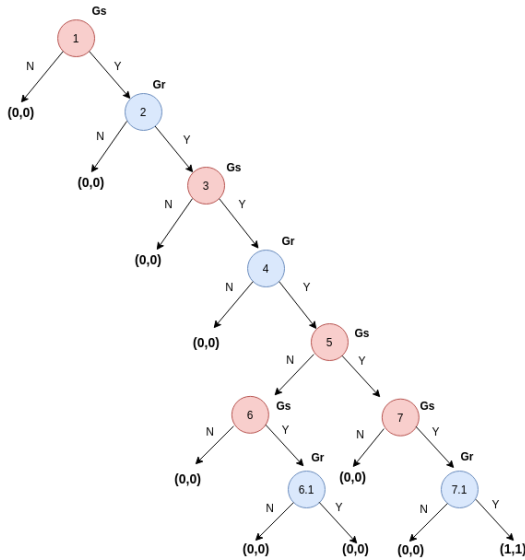 Gs
1
N Y
Gr
(0,0)
2
N Y
Gs
(0,0)
3
N Y
Gr
(0,0)
4
N Y
Gs
(0,0)
5
N Y
Gs
Gs
6
7
N Y
N Y
Gr
Gr
(0,0)
(0,0)
6.1
7.1
N Y
N Y
(0,0)
(0,0)
(0,0)
(1,1)